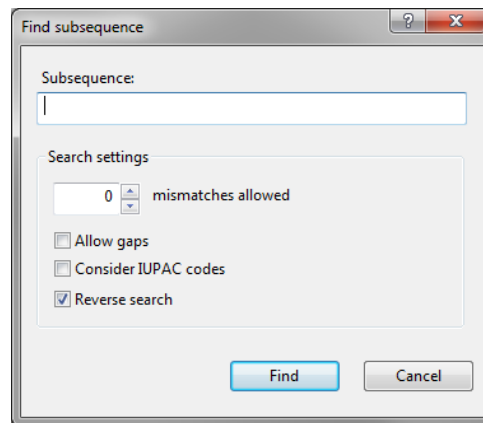 Find subsequence
Subsequence:
Search settings
0 mismatches allowed
Allow gaps
Consider IUPAC codes
Reverse search
Find Cancel